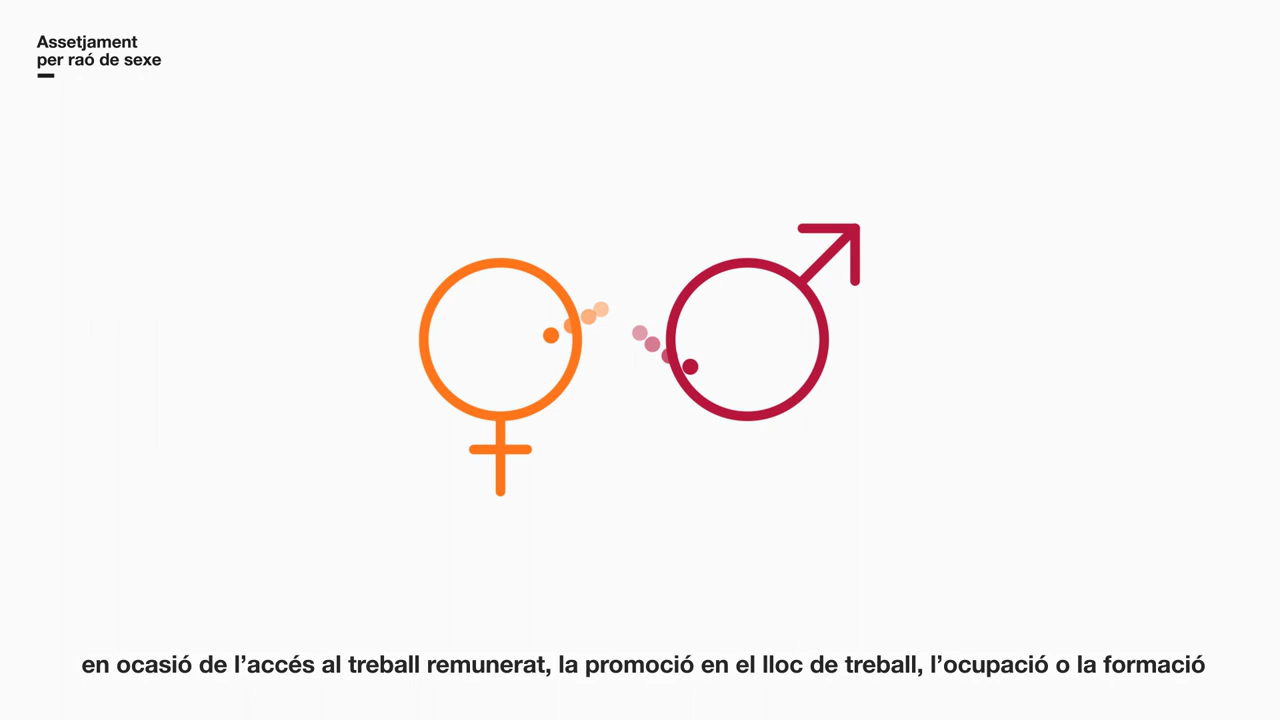 Assetjament
per raó de sexe
en ocasió de l’accés al treball remunerat, la promoció en el lloc de treball, l’ocupació o la formació